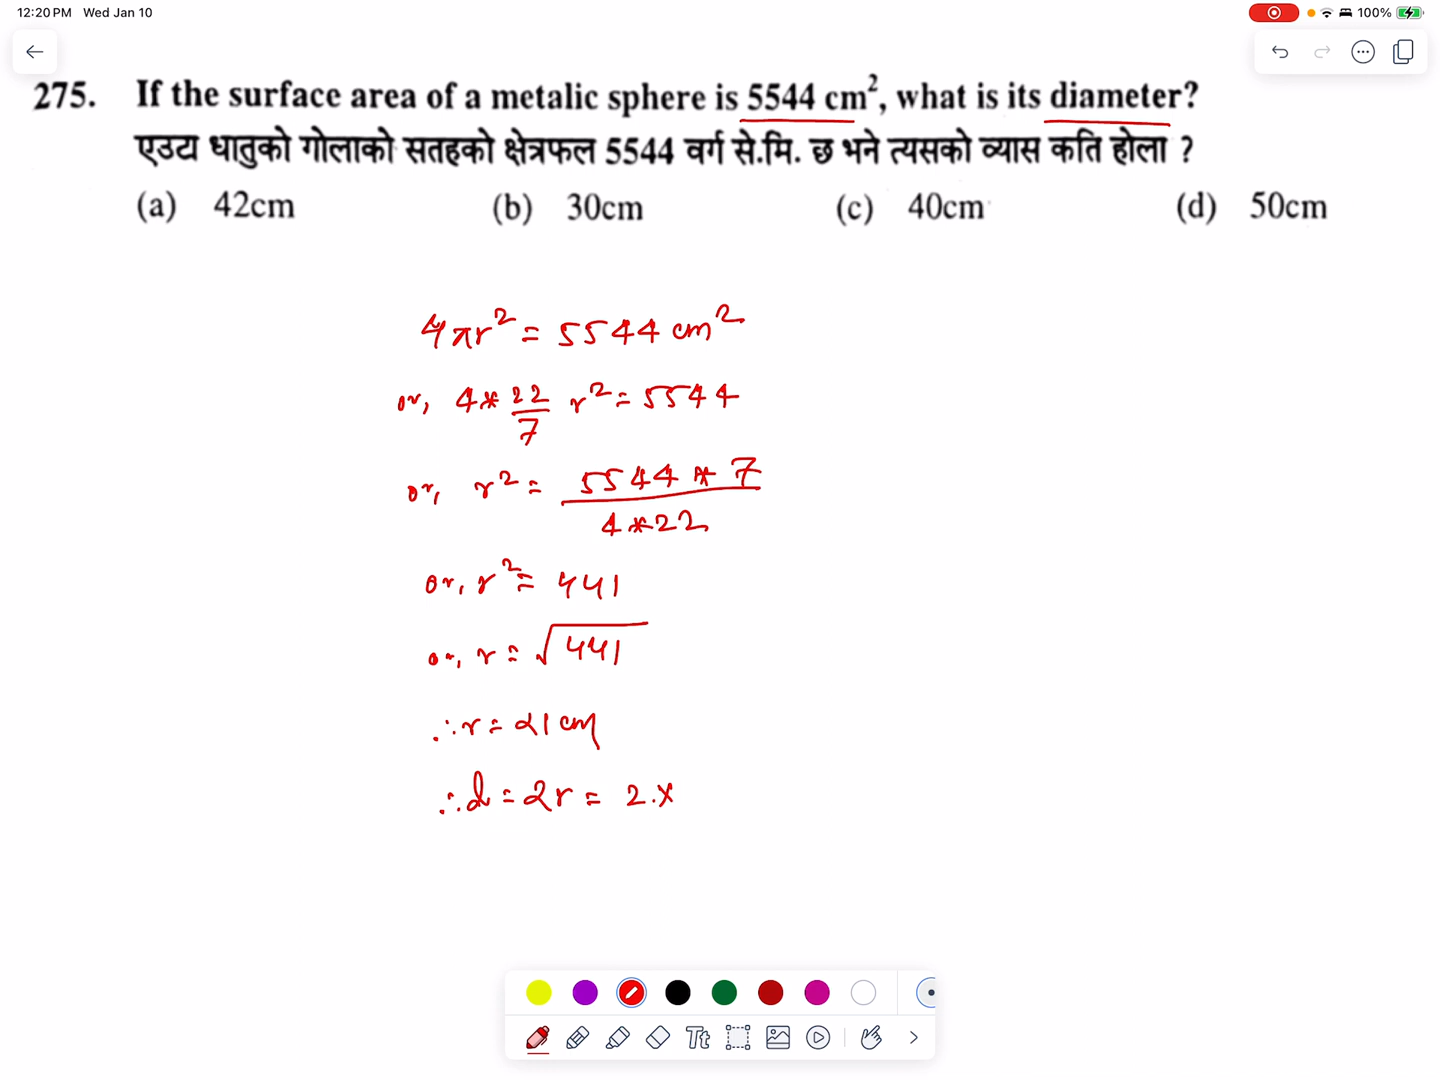 12:20 PM Wed Jan 10 100%
275. If the surface area of a metalic sphere is 5544 cm², what is its diameter?
एउटा धातुको गोलाको सतहको क्षेत्रफल 5544 वर्ग से.मि. छ भने त्यसको व्यास कति होला ?
(a) 42cm (b) 30cm (c) 40cm (d) 50cm
4πr² = 5544 cm²
or, 4*22/7 r² = 5544
or, r² = 5544*7/4*22
or, r² = 441
or, r = √441
∴r = 21cm
∴d = 2r = 2.x
Tt